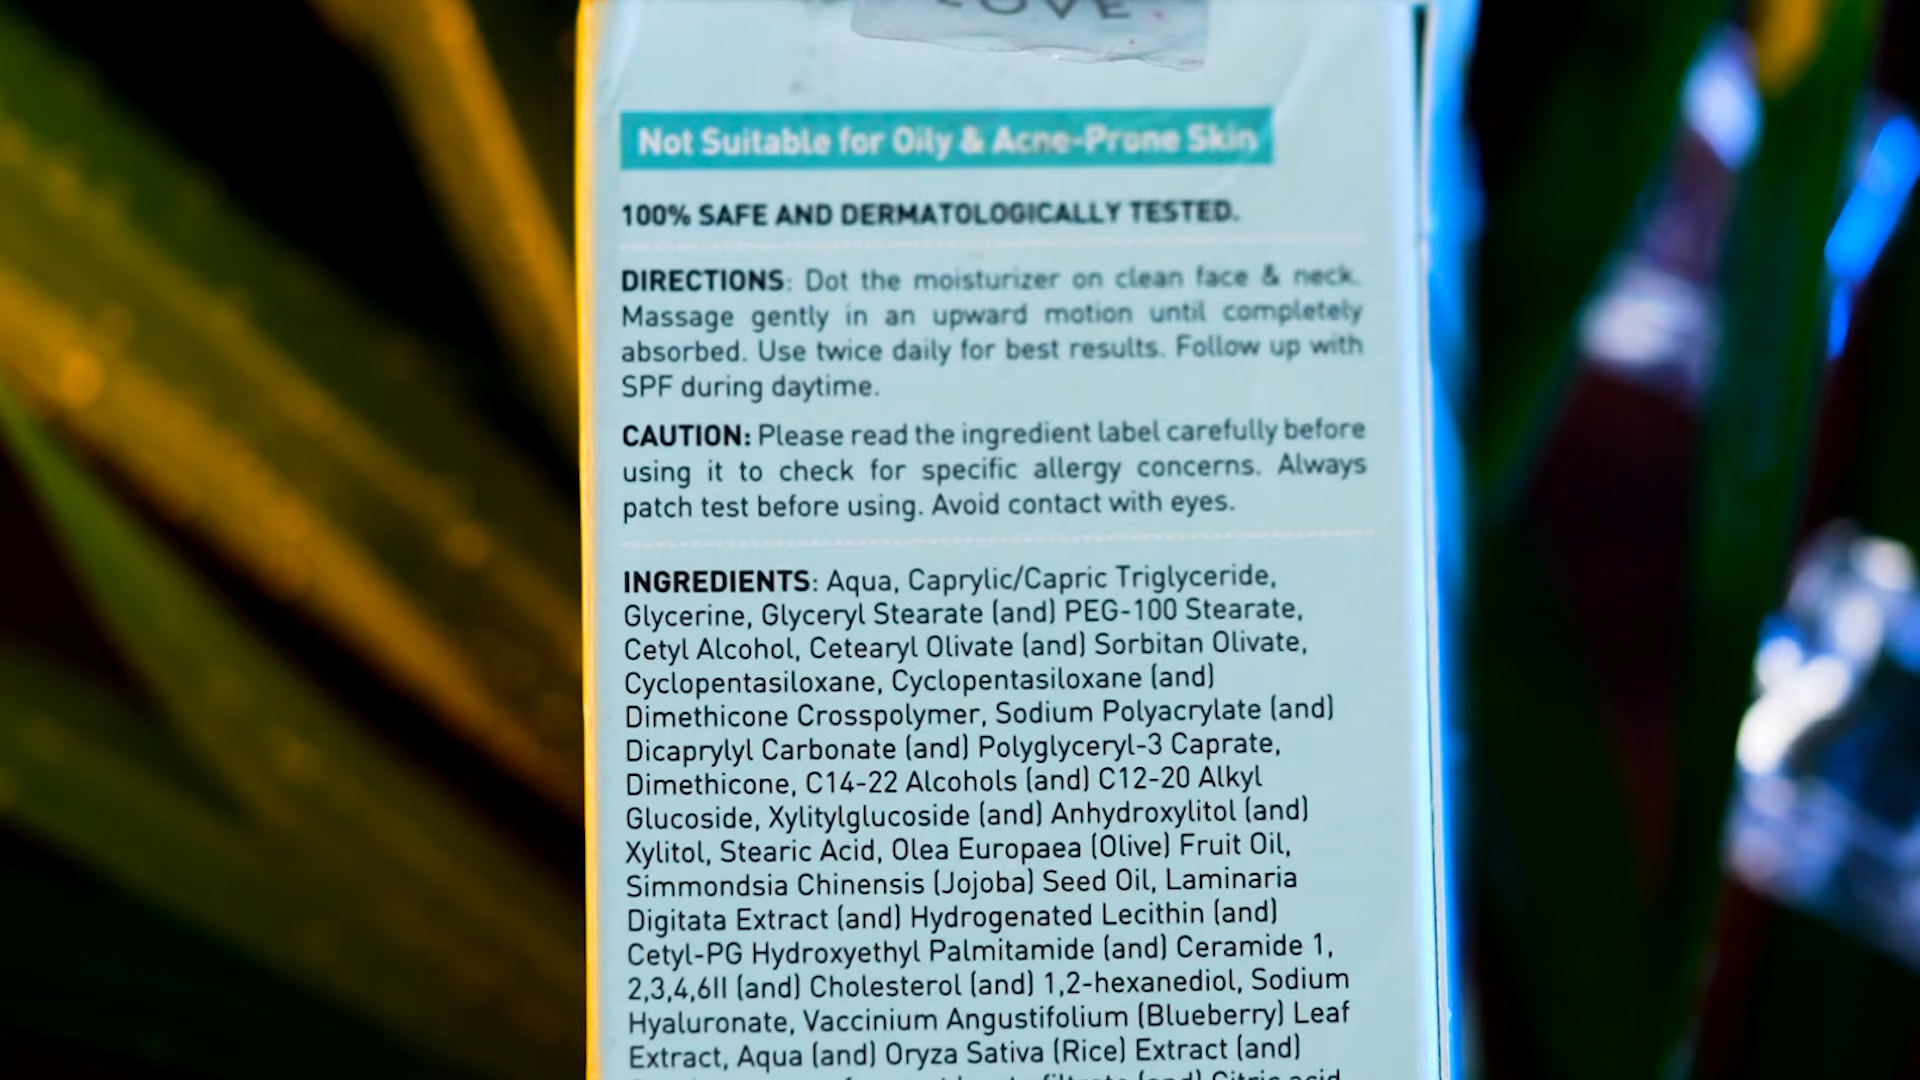 LOVE
Not Suitable for Oily & Acne-Prone Skin
100% SAFE AND DERMATOLOGICALLY TESTED.
DIRECTIONS: Dot the moisturizer on clean face & neck.
Massage gently in an upward motion until completely
absorbed. Use twice daily for best results. Follow up with
SPF during daytime.
CAUTION: Please read the ingredient label carefully before
using it to check for specific allergy concerns. Always
patch test before using. Avoid contact with eyes.
INGREDIENTS: Aqua, Caprylic/Capric Triglyceride,
Glycerine, Glyceryl Stearate (and) PEG-100 Stearate,
Cetyl Alcohol, Cetearyl Olivate (and) Sorbitan Olivate,
Cyclopentasiloxane, Cyclopentasiloxane (and)
Dimethicone Crosspolymer, Sodium Polyacrylate (and)
Dicaprylyl Carbonate (and) Polyglyceryl-3 Caprate,
Dimethicone, C14-22 Alcohols (and) C12-20 Alkyl
Glucoside, Xylitylglucoside (and) Anhydroxylitol (and)
Xylitol, Stearic Acid, Olea Europaea (Olive) Fruit Oil,
Simmondsia Chinensis (Jojoba) Seed Oil, Laminaria
Digitata Extract (and) Hydrogenated Lecithin (and)
Cetyl-PG Hydroxyethyl Palmitamide (and) Ceramide 1,
2,3,4,6II (and) Cholesterol (and) 1,2-hexanediol, Sodium
Hyaluronate, Vaccinium Angustifolium (Blueberry) Leaf
Extract, Aqua (and) Oryza Sativa (Rice) Extract (and)
(and) Citric acid